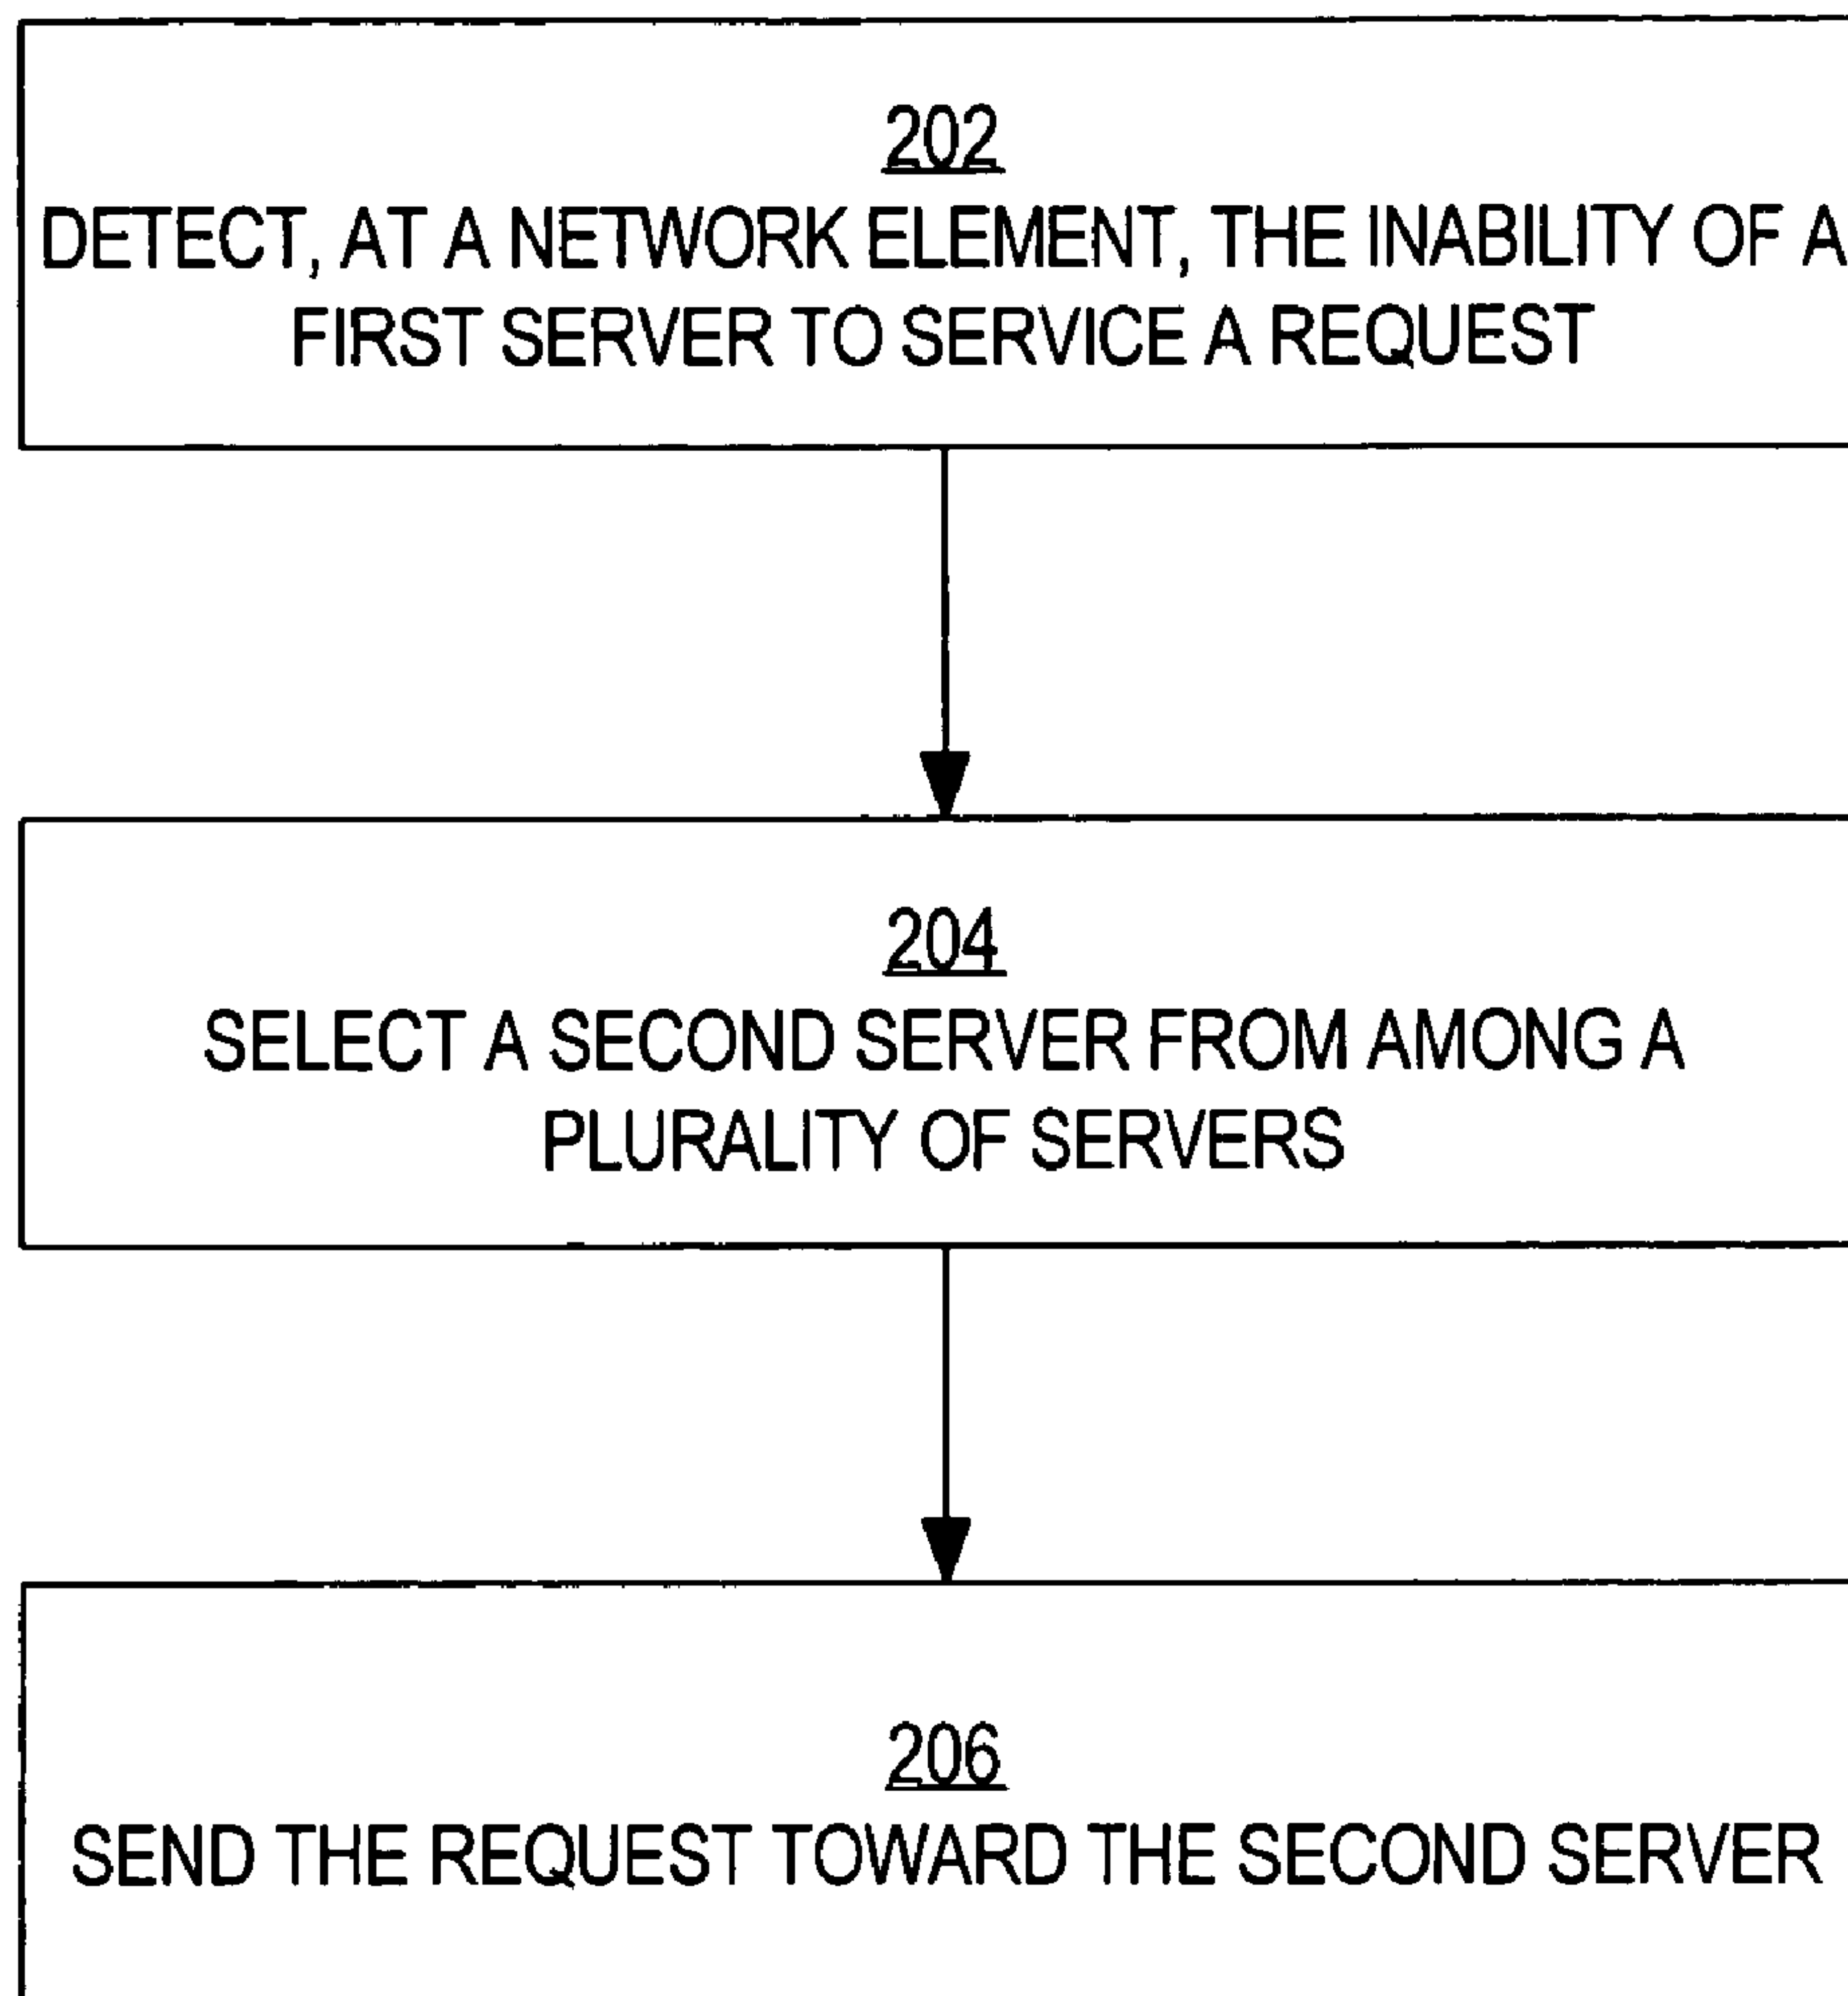 202
DETECT, AT A NETWORK ELEMENT, THE INABILITY OF A
FIRST SERVER TO SERVICE A REQUEST
204
SELECT A SECOND SERVER FROM AMONG A
PLURALITY OF SERVERS
206
SEND THE REQUEST TOWARD THE SECOND SERVER